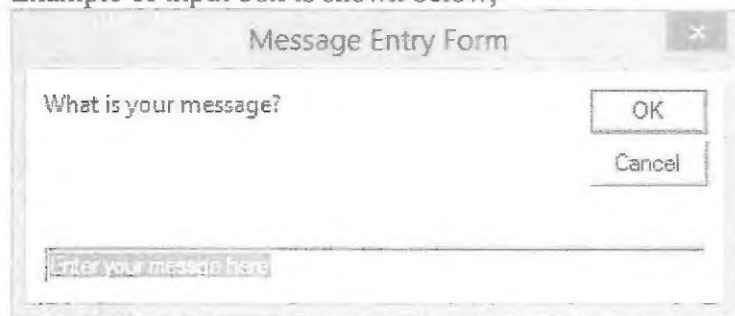 Example of input box is shown below;
Message Entry Form
What is your message?
OK
Cancel
Enter your message here